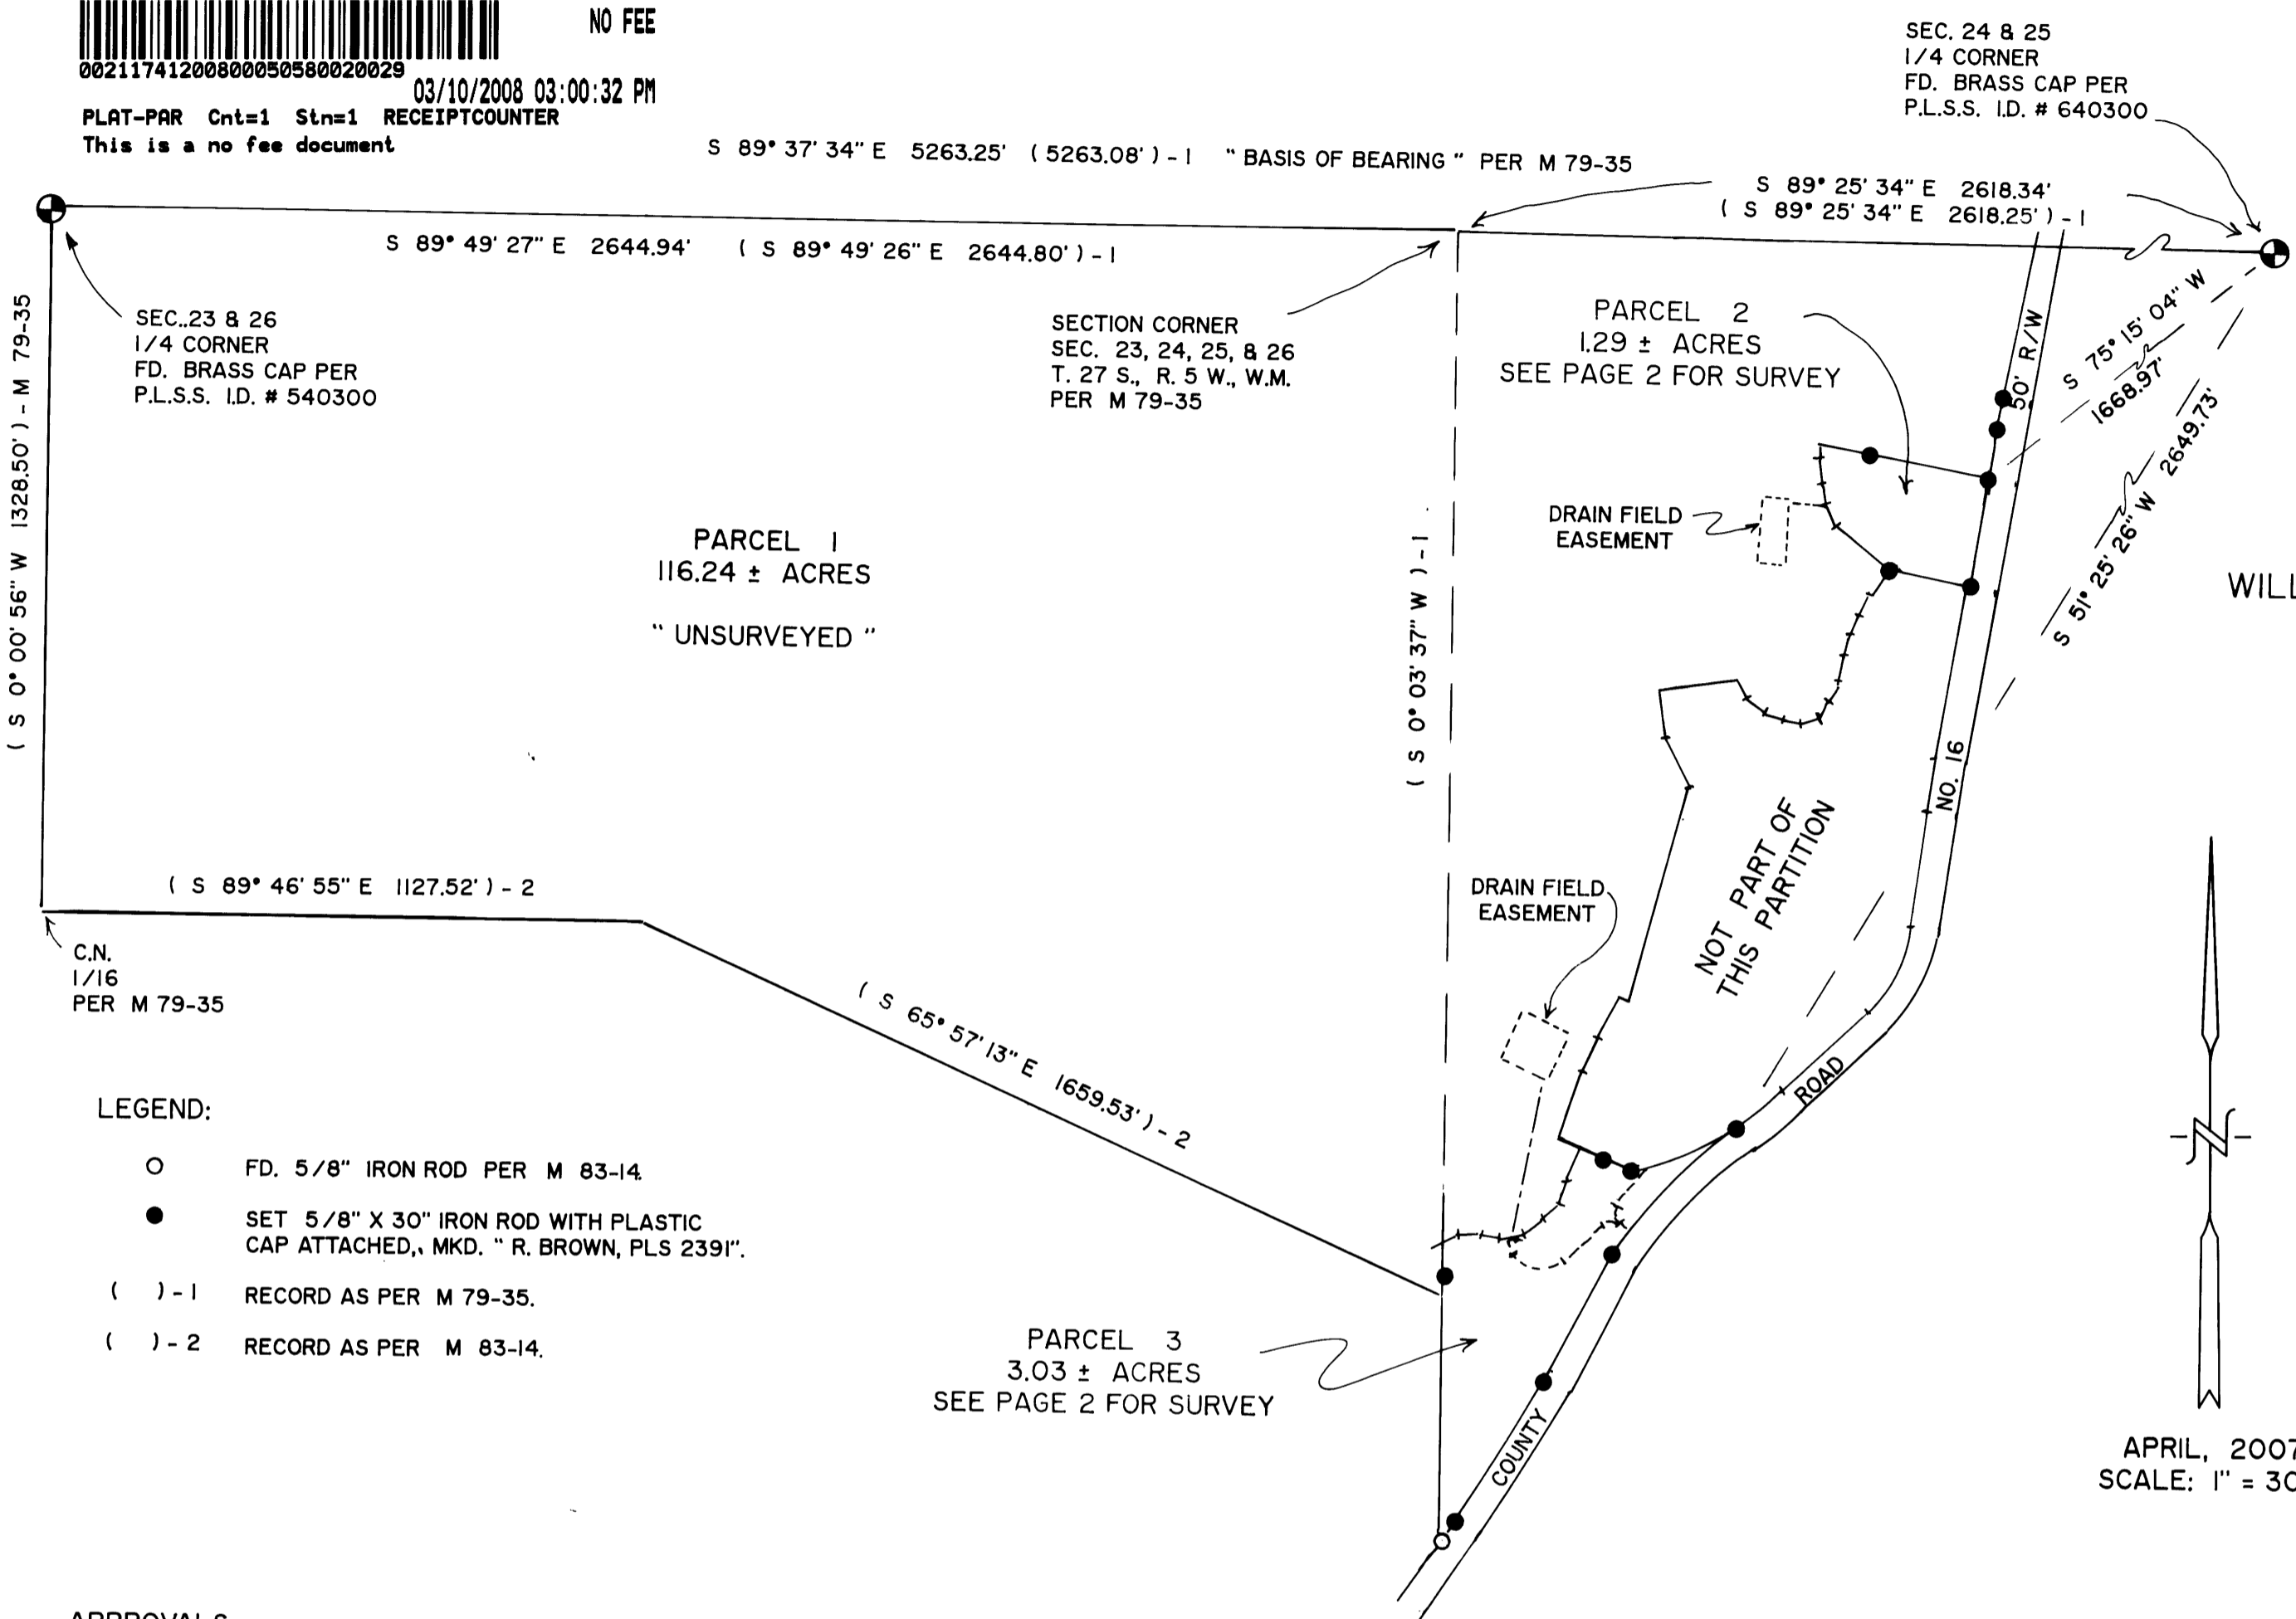 NO FEE
00211741200800050580020029
03/10/2008 03:00:32 PM
PLAT-PAR Cnt=1 Stn=1 RECEIPTCOUNTER
This is a no fee document
SEC. 24 & 25
1/4 CORNER
FD. BRASS CAP PER
P.L.S.S. I.D. # 640300
S 89° 37' 34" E 5263.25' ( 5263.08' ) - 1 " BASIS OF BEARING " PER M 79-35
S 89° 25' 34" E 2618.34'
( S 89° 25' 34" E 2618.25' ) - 1
S 89° 49' 27" E 2644.94' ( S 89° 49' 26" E 2644.80' ) - 1
SEC..23 & 26
1/4 CORNER
FD. BRASS CAP PER
P.L.S.S. I.D. # 540300
SECTION CORNER
SEC. 23, 24, 25, & 26
T. 27 S., R. 5 W., W.M.
PER M 79-35
PARCEL 2
1.29 ± ACRES
SEE PAGE 2 FOR SURVEY
50' R/W
S 75° 15' 04" W
1668.97'
S 51° 25' 26" W 2649.73'
( S 0° 00' 56" W 1328.50' ) - M 79-35
DRAIN FIELD
EASEMENT
PARCEL 1
116.24 ± ACRES
" UNSURVEYED "
( S 0° 03' 37" W ) - 1
WILL
NO. 16
NOT PART OF
THIS PARTITION
( S 89° 46' 55" E 1127.52' ) - 2
DRAIN FIELD
EASEMENT
C.N.
1/16
PER M 79-35
( S 65° 57' 13" E 1659.53' ) - 2
ROAD
LEGEND:
FD. 5/8" IRON ROD PER M 83-14.
SET 5/8" X 30" IRON ROD WITH PLASTIC
CAP ATTACHED,. MKD. " R. BROWN, PLS 2391".
( ) - 1 RECORD AS PER M 79-35.
( ) - 2 RECORD AS PER M 83-14.
N
PARCEL 3
3.03 ± ACRES
SEE PAGE 2 FOR SURVEY
COUNTY
APRIL, 2007
SCALE: 1" = 30